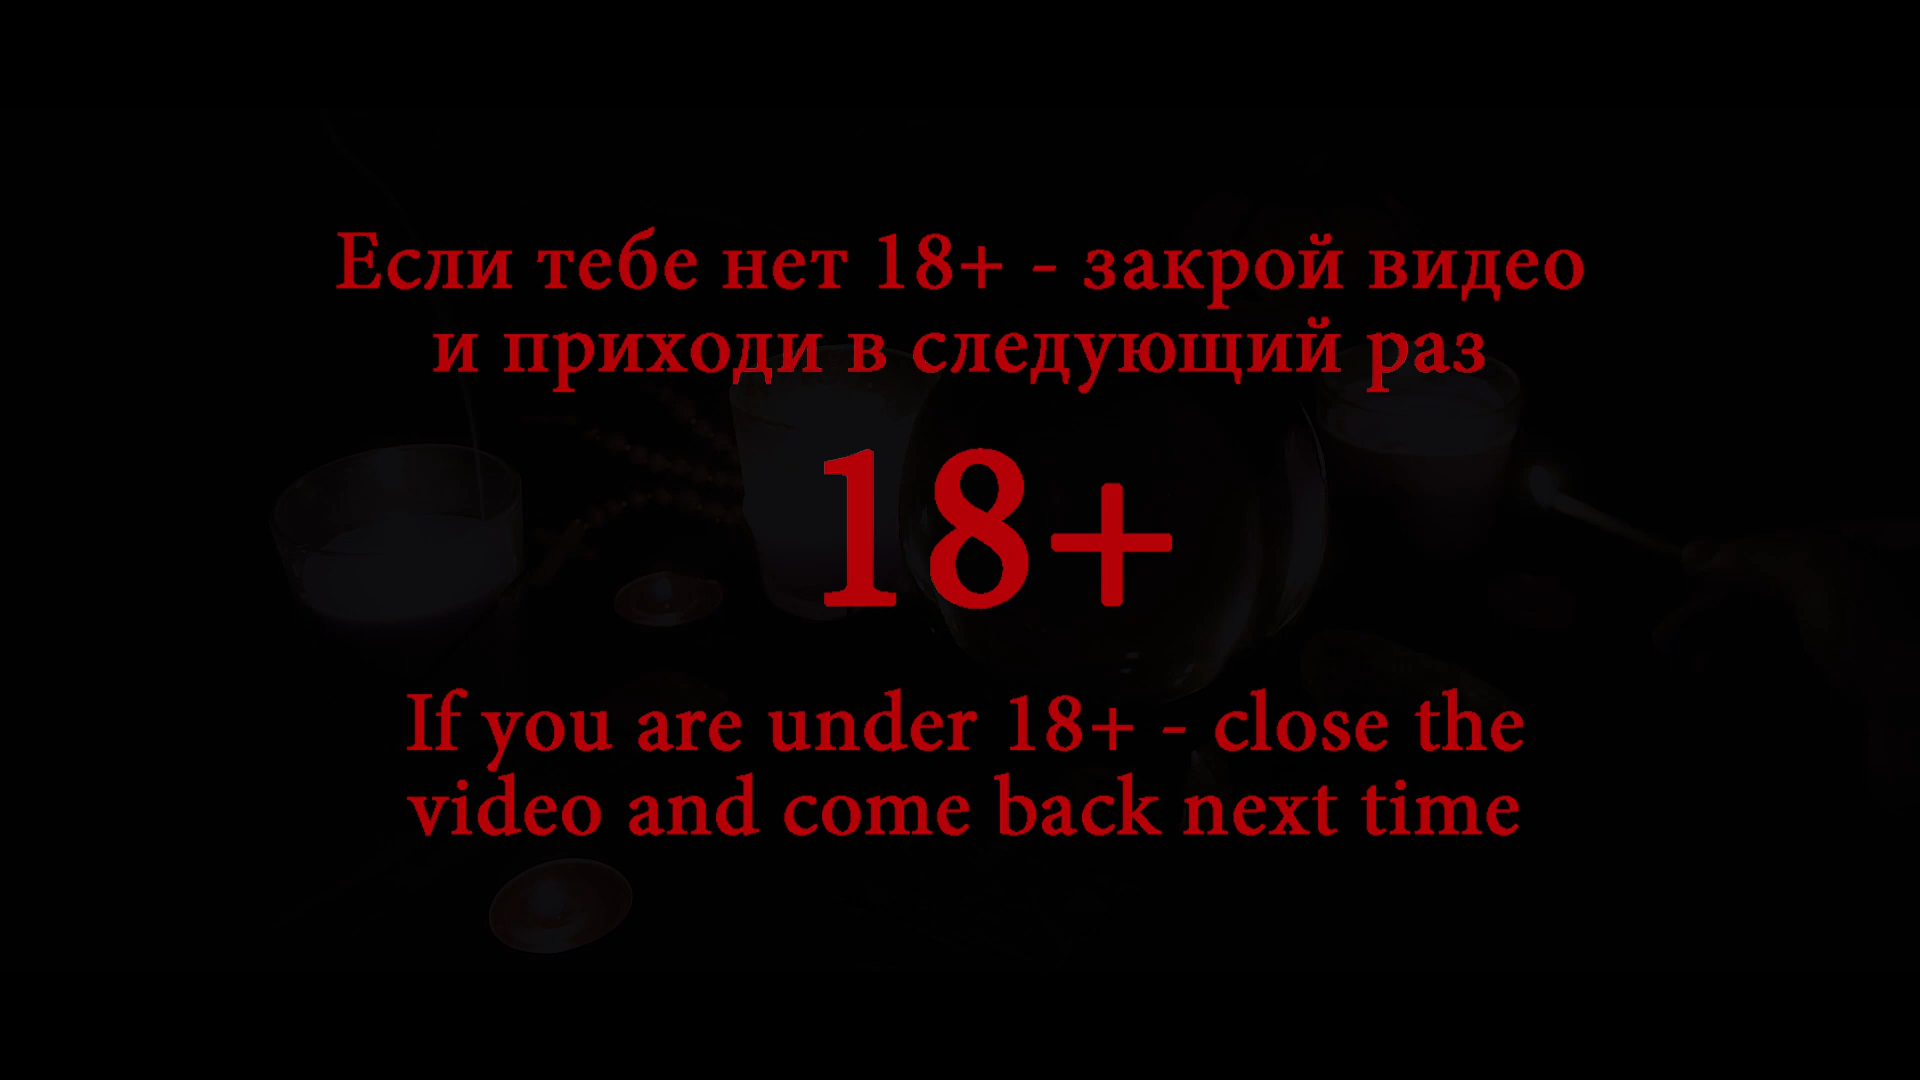 Если тебе нет 18+ - закрой видео
и приходи в следующий раз
18+
If you are under 18+ - close the
video and come back next time